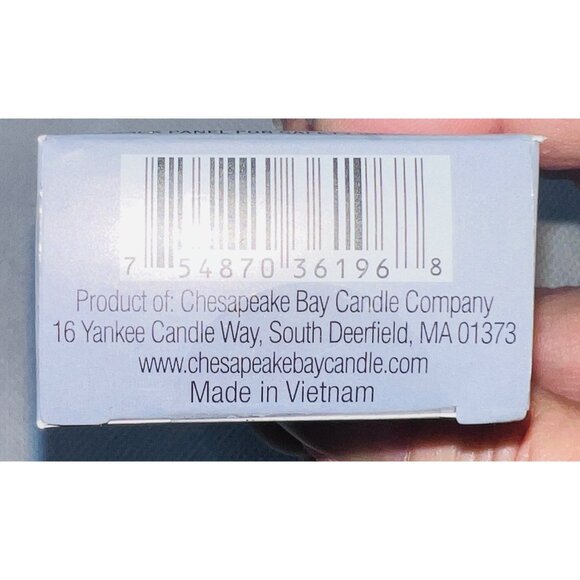 7 54870 36196 8
Product of: Chesapeake Bay Candle Company
16 Yankee Candle Way, South Deerfield, MA 01373
www.chesapeakebaycandle.com
Made in Vietnam